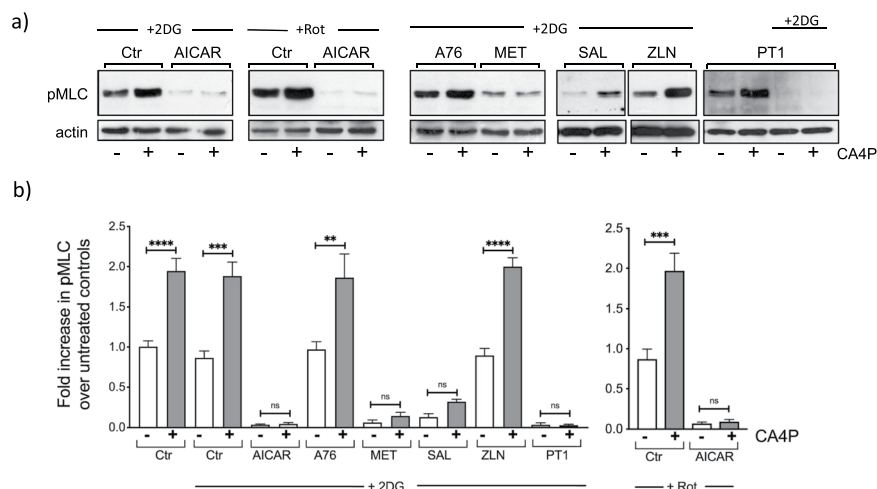 a)
+2DG
+Rot
+2DG
+2DG
Ctr AICAR Ctr AICAR A76 MET SAL ZLN PT1
pMLC
actin
- + - + - + - + - + - + - + - + - + - + CA4P
b)
Fold increase in pMLC
over untreated controls
2.5
2.0
1.5
1.0
0.5
0.0
**** *** ns ** ns ns **** ns
- + - + - + - + - + - + - + - +
Ctr Ctr AICAR A76 MET SAL ZLN PT1
+ 2DG
2.5
2.0
1.5
1.0
0.5
0.0
*** ns
- + - + CA4P
Ctr AICAR
+ Rot